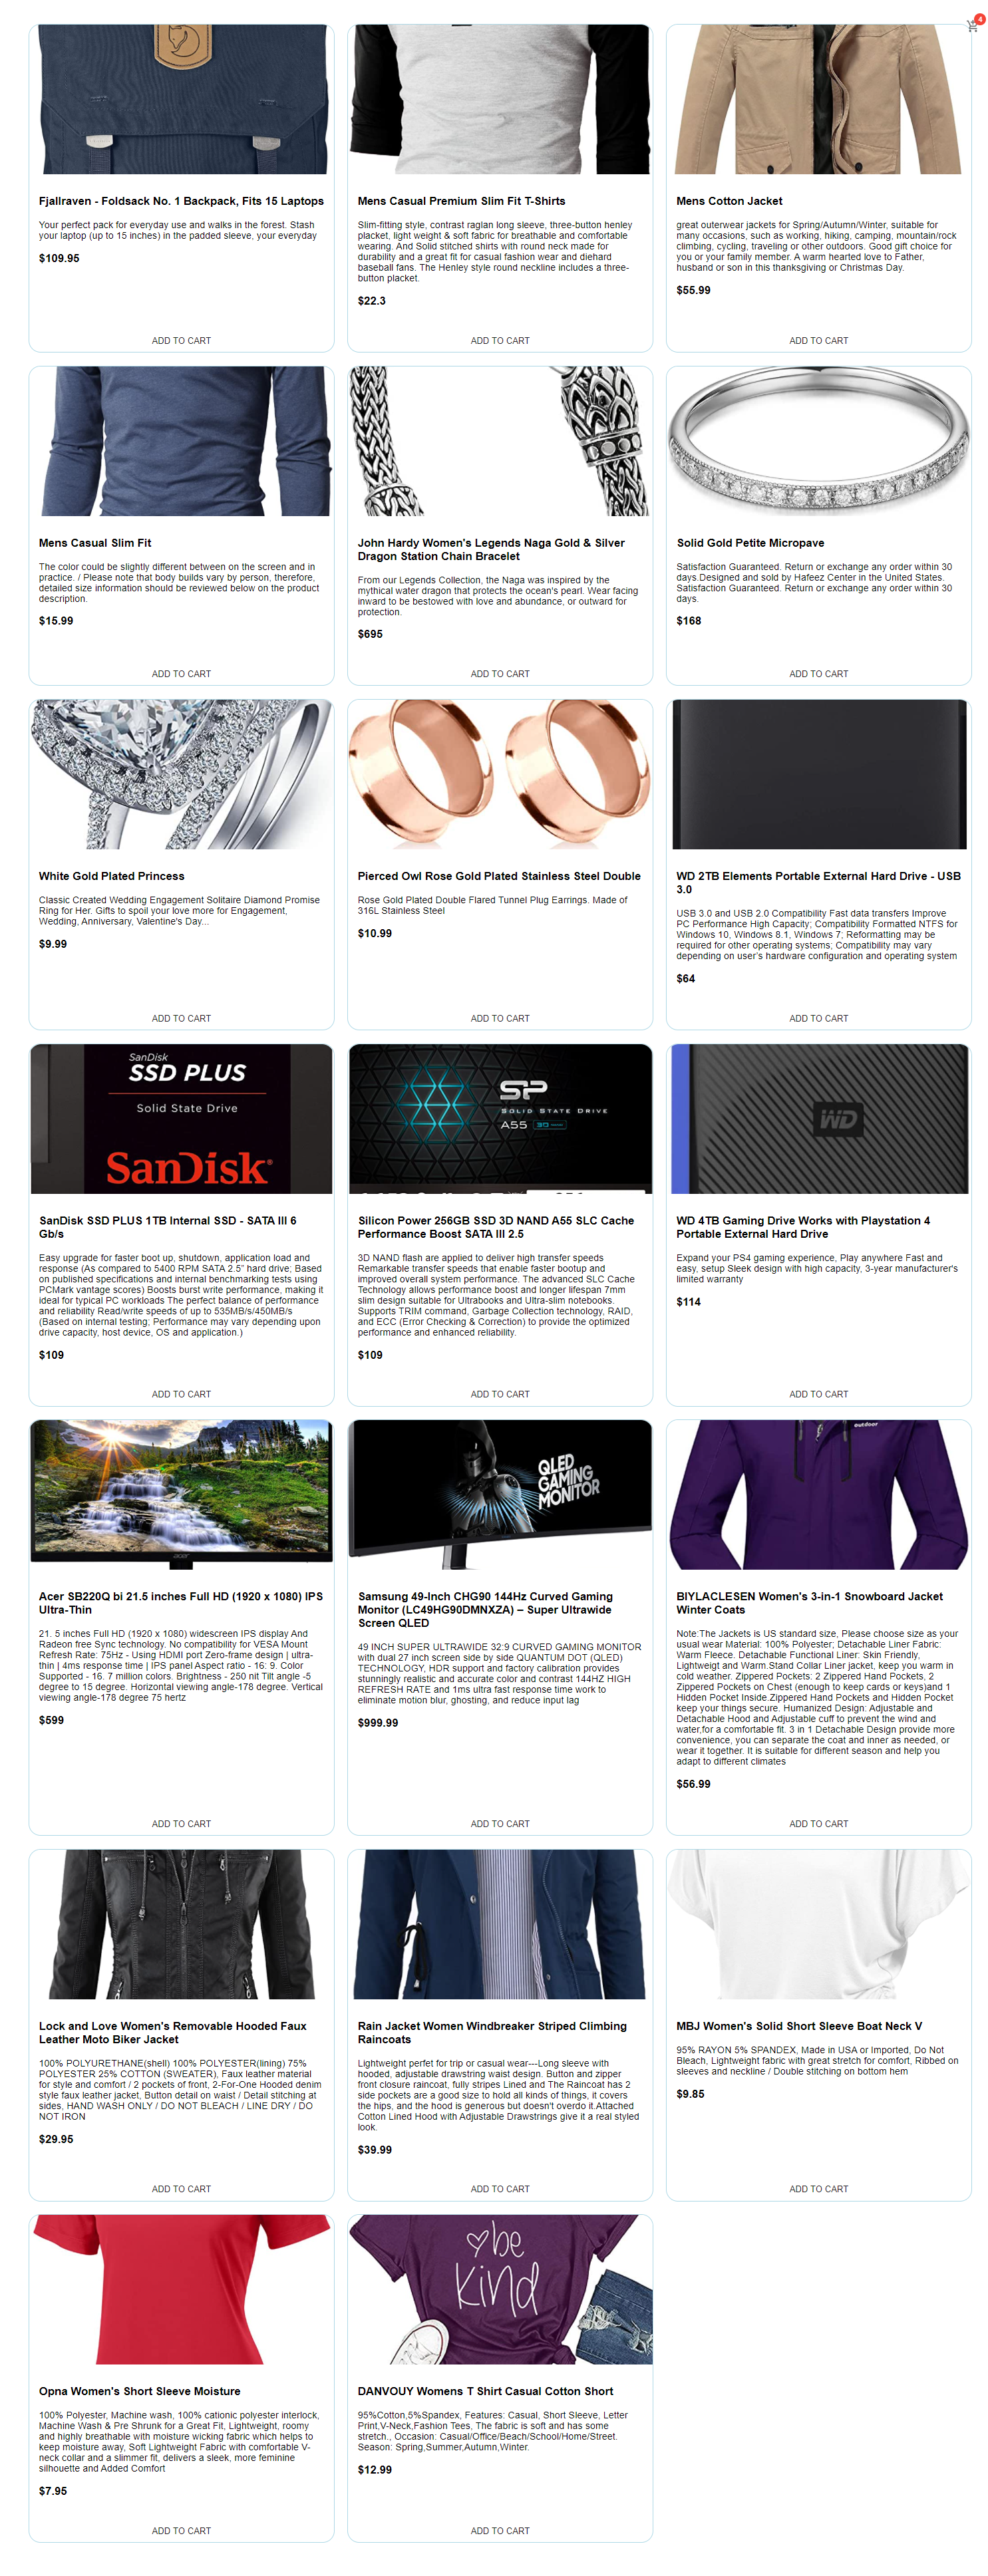 4
Fjallraven - Foldsack No. 1 Backpack, Fits 15 Laptops
Your perfect pack for everyday use and walks in the forest. Stash
your laptop (up to 15 inches) in the padded sleeve, your everyday
$109.95
ADD TO CART
Mens Casual Premium Slim Fit T-Shirts
Slim-fitting style, contrast raglan long sleeve, three-button henley
placket, light weight & soft fabric for breathable and comfortable
wearing. And Solid stitched shirts with round neck made for
durability and a great fit for casual fashion wear and diehard
baseball fans. The Henley style round neckline includes a three-
button placket.
$22.3
ADD TO CART
Mens Cotton Jacket
great outerwear jackets for Spring/Autumn/Winter, suitable for
many occasions, such as working, hiking, camping, mountain/rock
climbing, cycling, traveling or other outdoors. Good gift choice for
you or your family member. A warm hearted love to Father,
husband or son in this thanksgiving or Christmas Day.
$55.99
ADD TO CART
Mens Casual Slim Fit
The color could be slightly different between on the screen and in
practice. / Please note that body builds vary by person, therefore,
detailed size information should be reviewed below on the product
description.
$15.99
ADD TO CART
John Hardy Women's Legends Naga Gold & Silver
Dragon Station Chain Bracelet
From our Legends Collection, the Naga was inspired by the
mythical water dragon that protects the ocean's pearl. Wear facing
inward to be bestowed with love and abundance, or outward for
protection.
$695
ADD TO CART
Solid Gold Petite Micropave
Satisfaction Guaranteed. Return or exchange any order within 30
days.Designed and sold by Hafeez Center in the United States.
Satisfaction Guaranteed. Return or exchange any order within 30
days.
$168
ADD TO CART
White Gold Plated Princess
Classic Created Wedding Engagement Solitaire Diamond Promise
Ring for Her. Gifts to spoil your love more for Engagement,
Wedding, Anniversary, Valentine's Day...
$9.99
ADD TO CART
Pierced Owl Rose Gold Plated Stainless Steel Double
Rose Gold Plated Double Flared Tunnel Plug Earrings. Made of
316L Stainless Steel
$10.99
ADD TO CART
WD 2TB Elements Portable External Hard Drive - USB
3.0
USB 3.0 and USB 2.0 Compatibility Fast data transfers Improve
PC Performance High Capacity; Compatibility Formatted NTFS for
Windows 10, Windows 8.1, Windows 7; Reformatting may be
required for other operating systems; Compatibility may vary
depending on user's hardware configuration and operating system
$64
ADD TO CART
SanDisk
SSD PLUS
Solid State Drive
SanDisk®
SanDisk SSD PLUS 1TB Internal SSD - SATA III 6
Gb/s
Easy upgrade for faster boot up, shutdown, application load and
response (As compared to 5400 RPM SATA 2.5" hard drive; Based
on published specifications and internal benchmarking tests using
PCMark vantage scores) Boosts burst write performance, making it
ideal for typical PC workloads The perfect balance of performance
and reliability Read/write speeds of up to 535MB/s/450MB/s
(Based on internal testing; Performance may vary depending upon
drive capacity, host device, OS and application.)
$109
ADD TO CART
SP
SOLID STATE DRIVE
A55 3D
Silicon Power 256GB SSD 3D NAND A55 SLC Cache
Performance Boost SATA III 2.5
3D NAND flash are applied to deliver high transfer speeds
Remarkable transfer speeds that enable faster bootup and
improved overall system performance. The advanced SLC Cache
Technology allows performance boost and longer lifespan 7mm
slim design suitable for Ultrabooks and Ultra-slim notebooks.
Supports TRIM command, Garbage Collection technology, RAID,
and ECC (Error Checking & Correction) to provide the optimized
performance and enhanced reliability.
$109
ADD TO CART
WD
WD 4TB Gaming Drive Works with Playstation 4
Portable External Hard Drive
Expand your PS4 gaming experience, Play anywhere Fast and
easy, setup Sleek design with high capacity, 3-year manufacturer's
limited warranty
$114
ADD TO CART
acer
Acer SB220Q bi 21.5 inches Full HD (1920 x 1080) IPS
Ultra-Thin
21. 5 inches Full HD (1920 x 1080) widescreen IPS display And
Radeon free Sync technology. No compatibility for VESA Mount
Refresh Rate: 75Hz - Using HDMI port Zero-frame design | ultra-
thin | 4ms response time | IPS panel Aspect ratio - 16: 9. Color
Supported - 16. 7 million colors. Brightness - 250 nit Tilt angle -5
degree to 15 degree. Horizontal viewing angle-178 degree. Vertical
viewing angle-178 degree 75 hertz
$599
ADD TO CART
QLED
GAMING
MONITOR
Samsung 49-Inch CHG90 144Hz Curved Gaming
Monitor (LC49HG90DMNXZA) – Super Ultrawide
Screen QLED
49 INCH SUPER ULTRAWIDE 32:9 CURVED GAMING MONITOR
with dual 27 inch screen side by side QUANTUM DOT (QLED)
TECHNOLOGY, HDR support and factory calibration provides
stunningly realistic and accurate color and contrast 144HZ HIGH
REFRESH RATE and 1ms ultra fast response time work to
eliminate motion blur, ghosting, and reduce input lag
$999.99
ADD TO CART
outdoor
BIYLACLESEN Women's 3-in-1 Snowboard Jacket
Winter Coats
Note:The Jackets is US standard size, Please choose size as your
usual wear Material: 100% Polyester; Detachable Liner Fabric:
Warm Fleece. Detachable Functional Liner: Skin Friendly,
Lightweigt and Warm.Stand Collar Liner jacket, keep you warm in
cold weather. Zippered Pockets: 2 Zippered Hand Pockets, 2
Zippered Pockets on Chest (enough to keep cards or keys)and 1
Hidden Pocket Inside.Zippered Hand Pockets and Hidden Pocket
keep your things secure. Humanized Design: Adjustable and
Detachable Hood and Adjustable cuff to prevent the wind and
water,for a comfortable fit. 3 in 1 Detachable Design provide more
convenience, you can separate the coat and inner as needed, or
wear it together. It is suitable for different season and help you
adapt to different climates
$56.99
ADD TO CART
Lock and Love Women's Removable Hooded Faux
Leather Moto Biker Jacket
100% POLYURETHANE(shell) 100% POLYESTER(lining) 75%
POLYESTER 25% COTTON (SWEATER), Faux leather material
for style and comfort / 2 pockets of front, 2-For-One Hooded denim
style faux leather jacket, Button detail on waist / Detail stitching at
sides, HAND WASH ONLY / DO NOT BLEACH / LINE DRY / DO
NOT IRON
$29.95
ADD TO CART
Rain Jacket Women Windbreaker Striped Climbing
Raincoats
Lightweight perfet for trip or casual wear---Long sleeve with
hooded, adjustable drawstring waist design. Button and zipper
front closure raincoat, fully stripes Lined and The Raincoat has 2
side pockets are a good size to hold all kinds of things, it covers
the hips, and the hood is generous but doesn't overdo it.Attached
Cotton Lined Hood with Adjustable Drawstrings give it a real styled
look.
$39.99
ADD TO CART
MBJ Women's Solid Short Sleeve Boat Neck V
95% RAYON 5% SPANDEX, Made in USA or Imported, Do Not
Bleach, Lightweight fabric with great stretch for comfort, Ribbed on
sleeves and neckline / Double stitching on bottom hem
$9.85
ADD TO CART
Opna Women's Short Sleeve Moisture
100% Polyester, Machine wash, 100% cationic polyester interlock,
Machine Wash & Pre Shrunk for a Great Fit, Lightweight, roomy
and highly breathable with moisture wicking fabric which helps to
keep moisture away, Soft Lightweight Fabric with comfortable V-
neck collar and a slimmer fit, delivers a sleek, more feminine
silhouette and Added Comfort
$7.95
ADD TO CART
be
kind
DANVOUY Womens T Shirt Casual Cotton Short
95%Cotton,5%Spandex, Features: Casual, Short Sleeve, Letter
Print,V-Neck,Fashion Tees, The fabric is soft and has some
stretch., Occasion: Casual/Office/Beach/School/Home/Street.
Season: Spring,Summer,Autumn,Winter.
$12.99
ADD TO CART